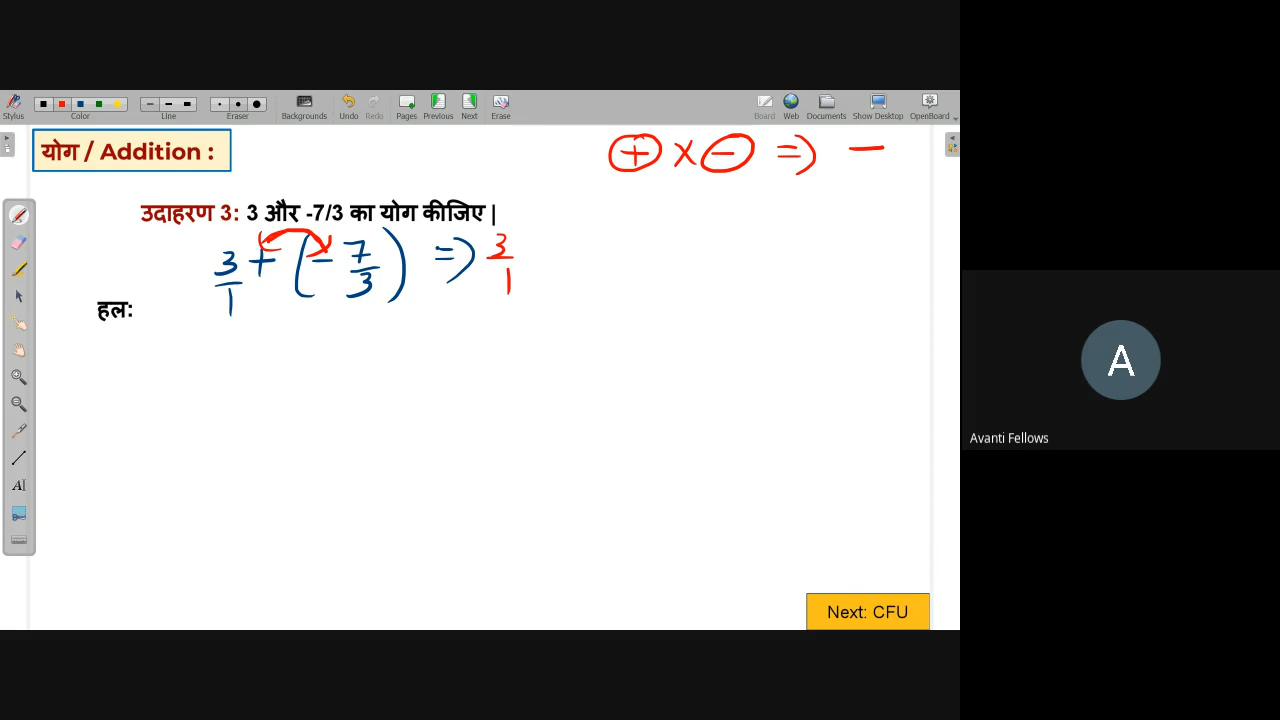 Stylus
Color
Line
Eraser
Backgrounds
Undo
Redo
Pages
Previous
Next
Erase
Board
Web
Documents
Show Desktop
OpenBoard
योग / Addition :
+ × - => -
उदाहरण 3: 3 और -7/3 का योग कीजिए |
3/1 + (- 7/3) => 3/1
हल:
Avanti Fellows
A
Next: CFU